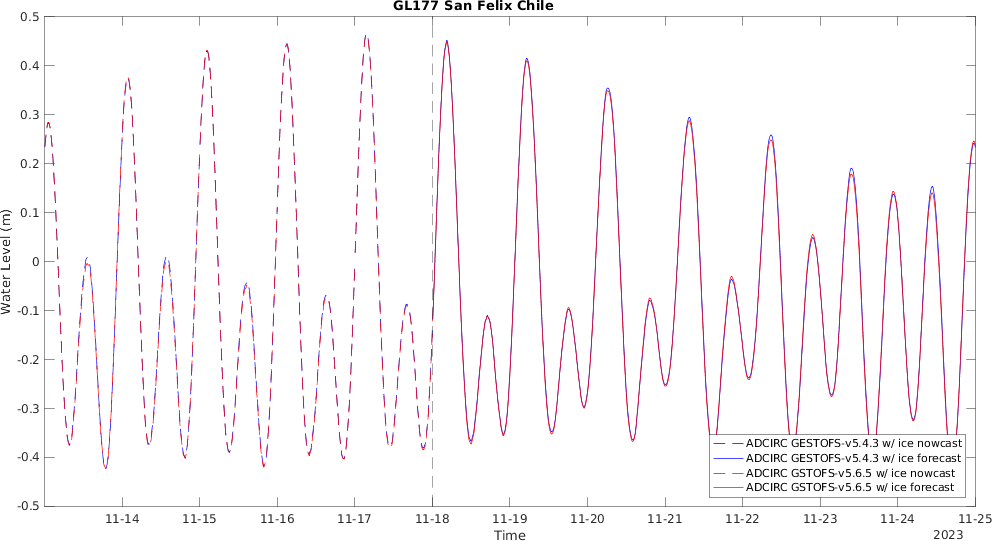 GL177 San Felix Chile
0.5
0.4
0.3
0.2
0.1
0
-0.1
-0.2
-0.3
-0.4
-0.5
Water Level (m)
ADCIRC GESTOFS-v5.4.3 w/ ice nowcast
ADCIRC GESTOFS-v5.4.3 w/ ice forecast
ADCIRC GSTOFS-v5.6.5 w/ ice nowcast
ADCIRC GSTOFS-v5.6.5 w/ ice forecast
11-14 11-15 11-16 11-17 11-18 11-19 11-20 11-21 11-22 11-23 11-24 11-25
Time
2023